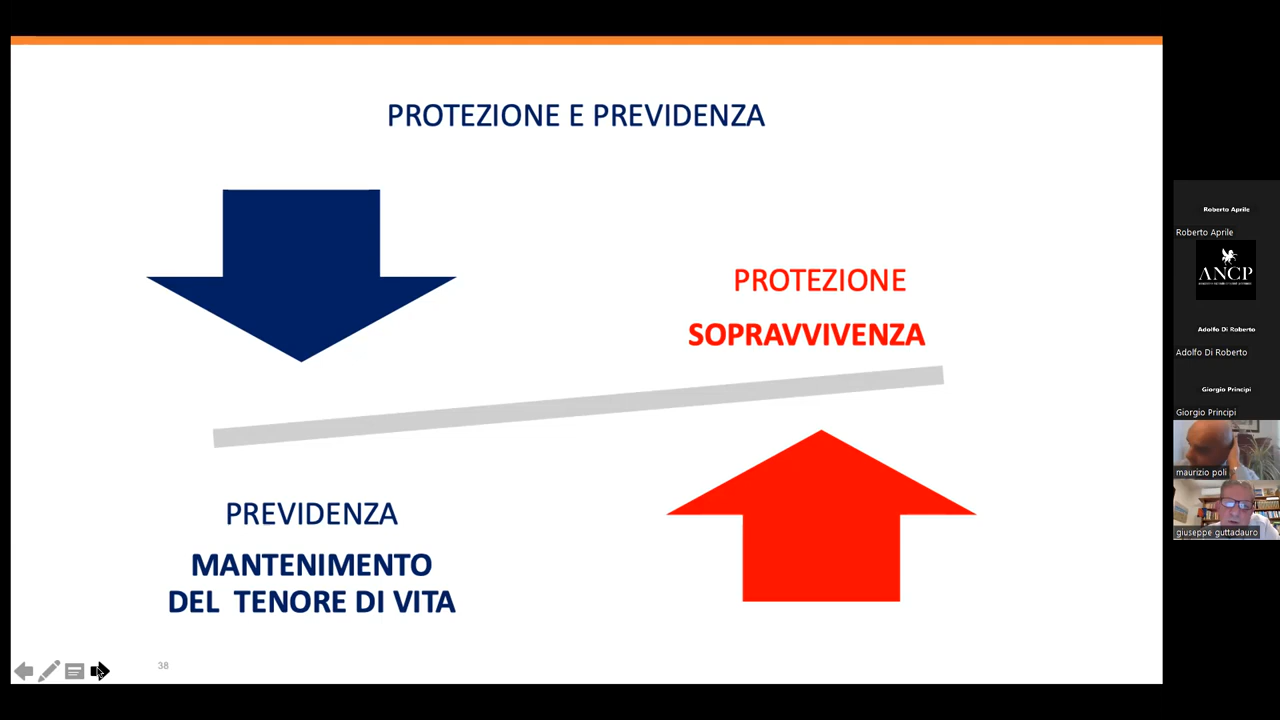 PROTEZIONE E PREVIDENZA
PROTEZIONE
SOPRAVVIVENZA
PREVIDENZA
MANTENIMENTO
DEL TENORE DI VITA
38
Roberto Aprile
Roberto Aprile
ANCP
Adolfo Di Roberto
Adolfo Di Roberto
Giorgio Principi
Giorgio Principi
maurizio poli
giuseppe guttadauro